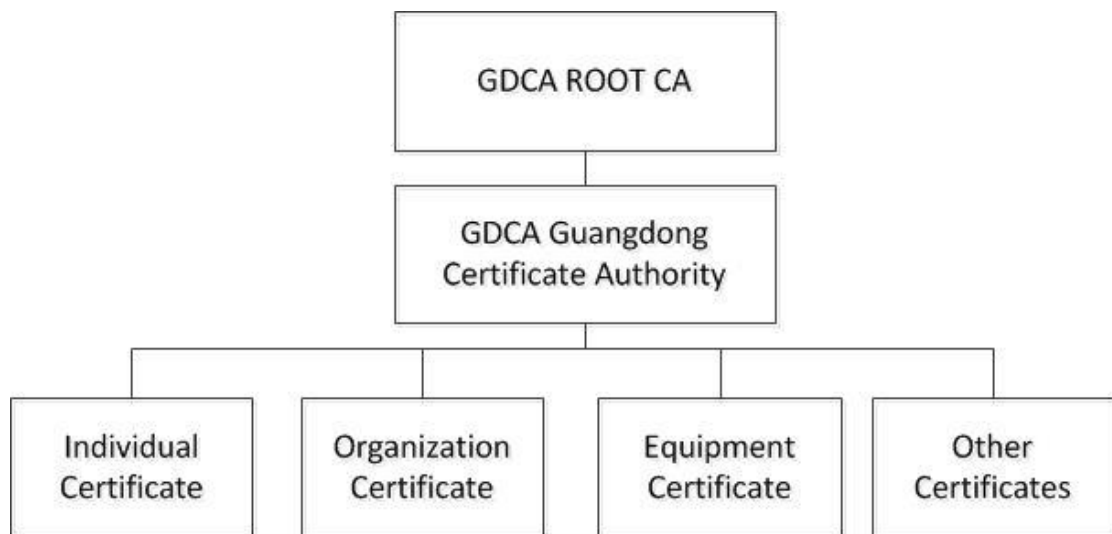 GDCA ROOT CA
GDCA Guangdong
Certificate Authority
Individual
Certificate
Organization
Certificate
Equipment
Certificate
Other
Certificates